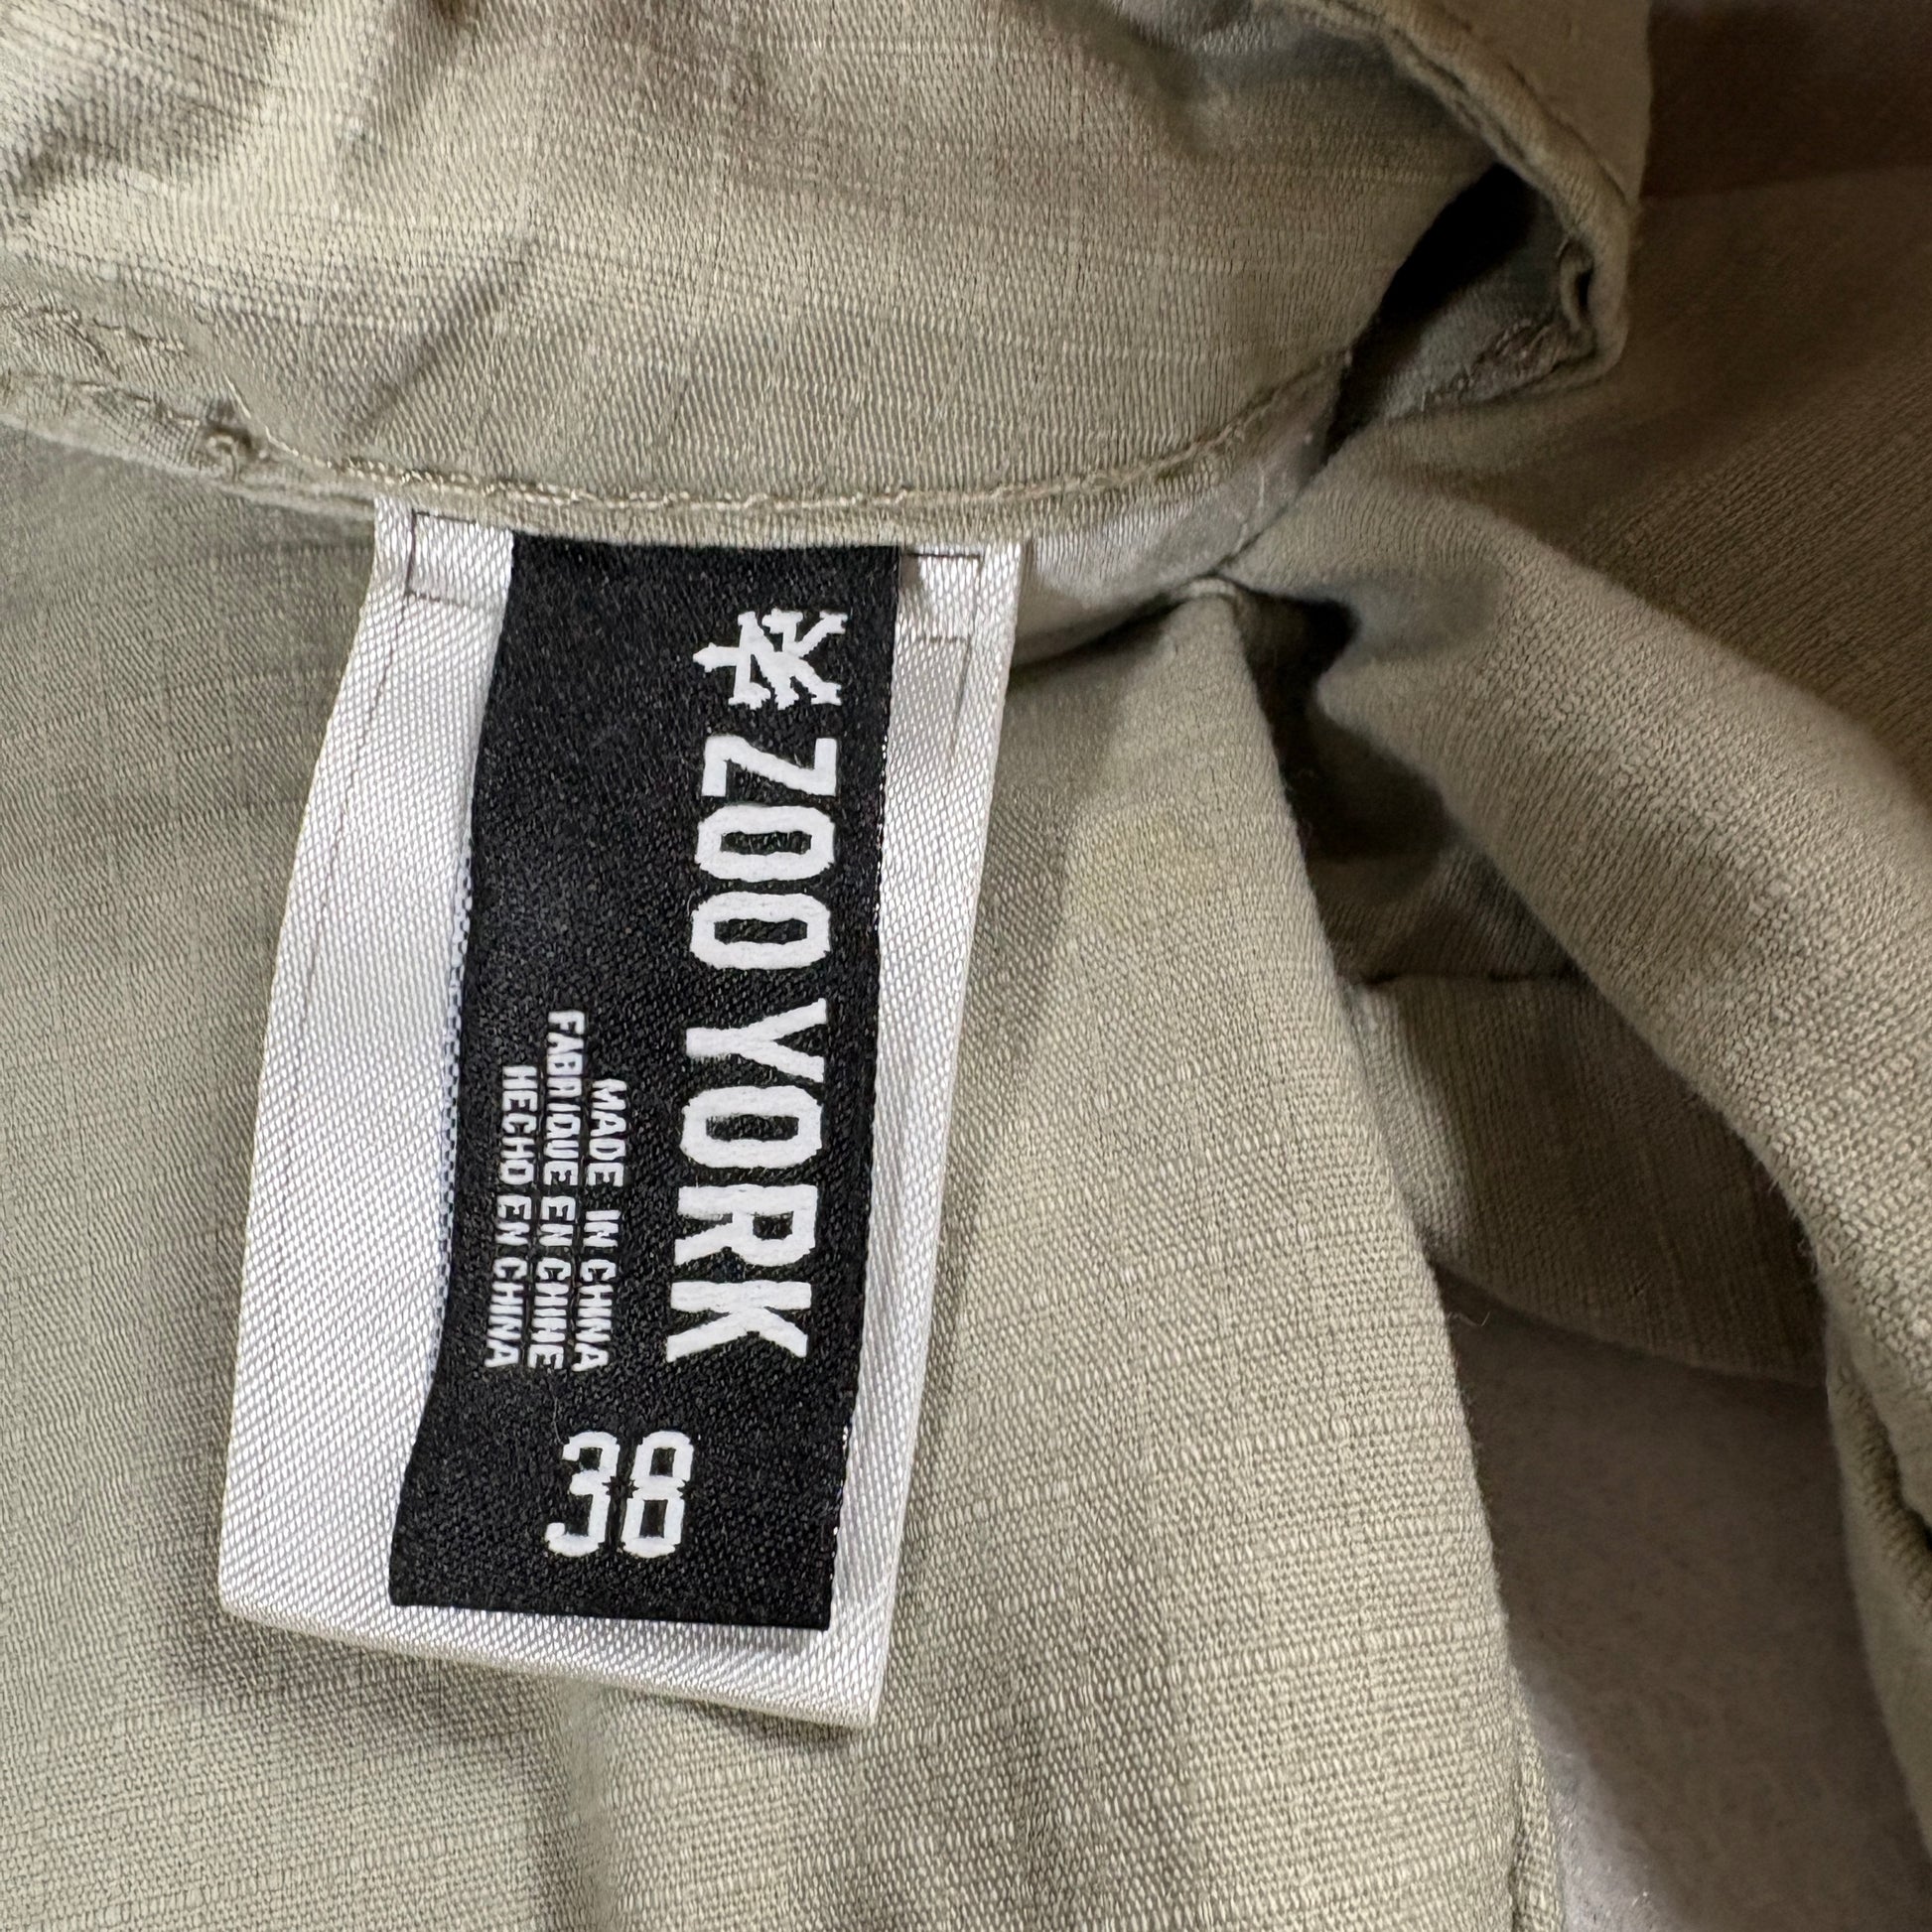 ZOO YORK
MADE IN CHINA
FABRIQUE EN CHINE
HECHO EN CHINA
38